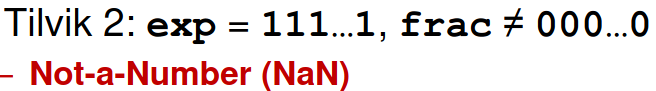 Tilvik 2: exp = 111…1, frac ≠ 000…0
– Not-a-Number (NaN)